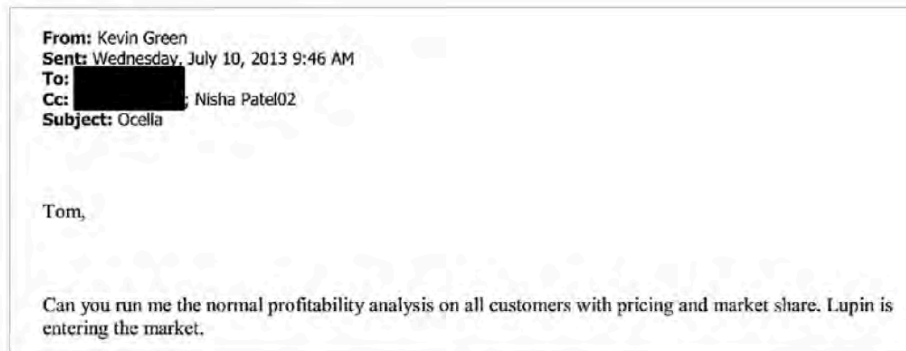 From: Kevin Green
Sent: Wednesday, July 10, 2013 9:46 AM
To:
Cc: ; Nisha Patel02
Subject: Ocella
Tom,
Can you run me the normal profitability analysis on all customers with pricing and market share. Lupin is
entering the market.